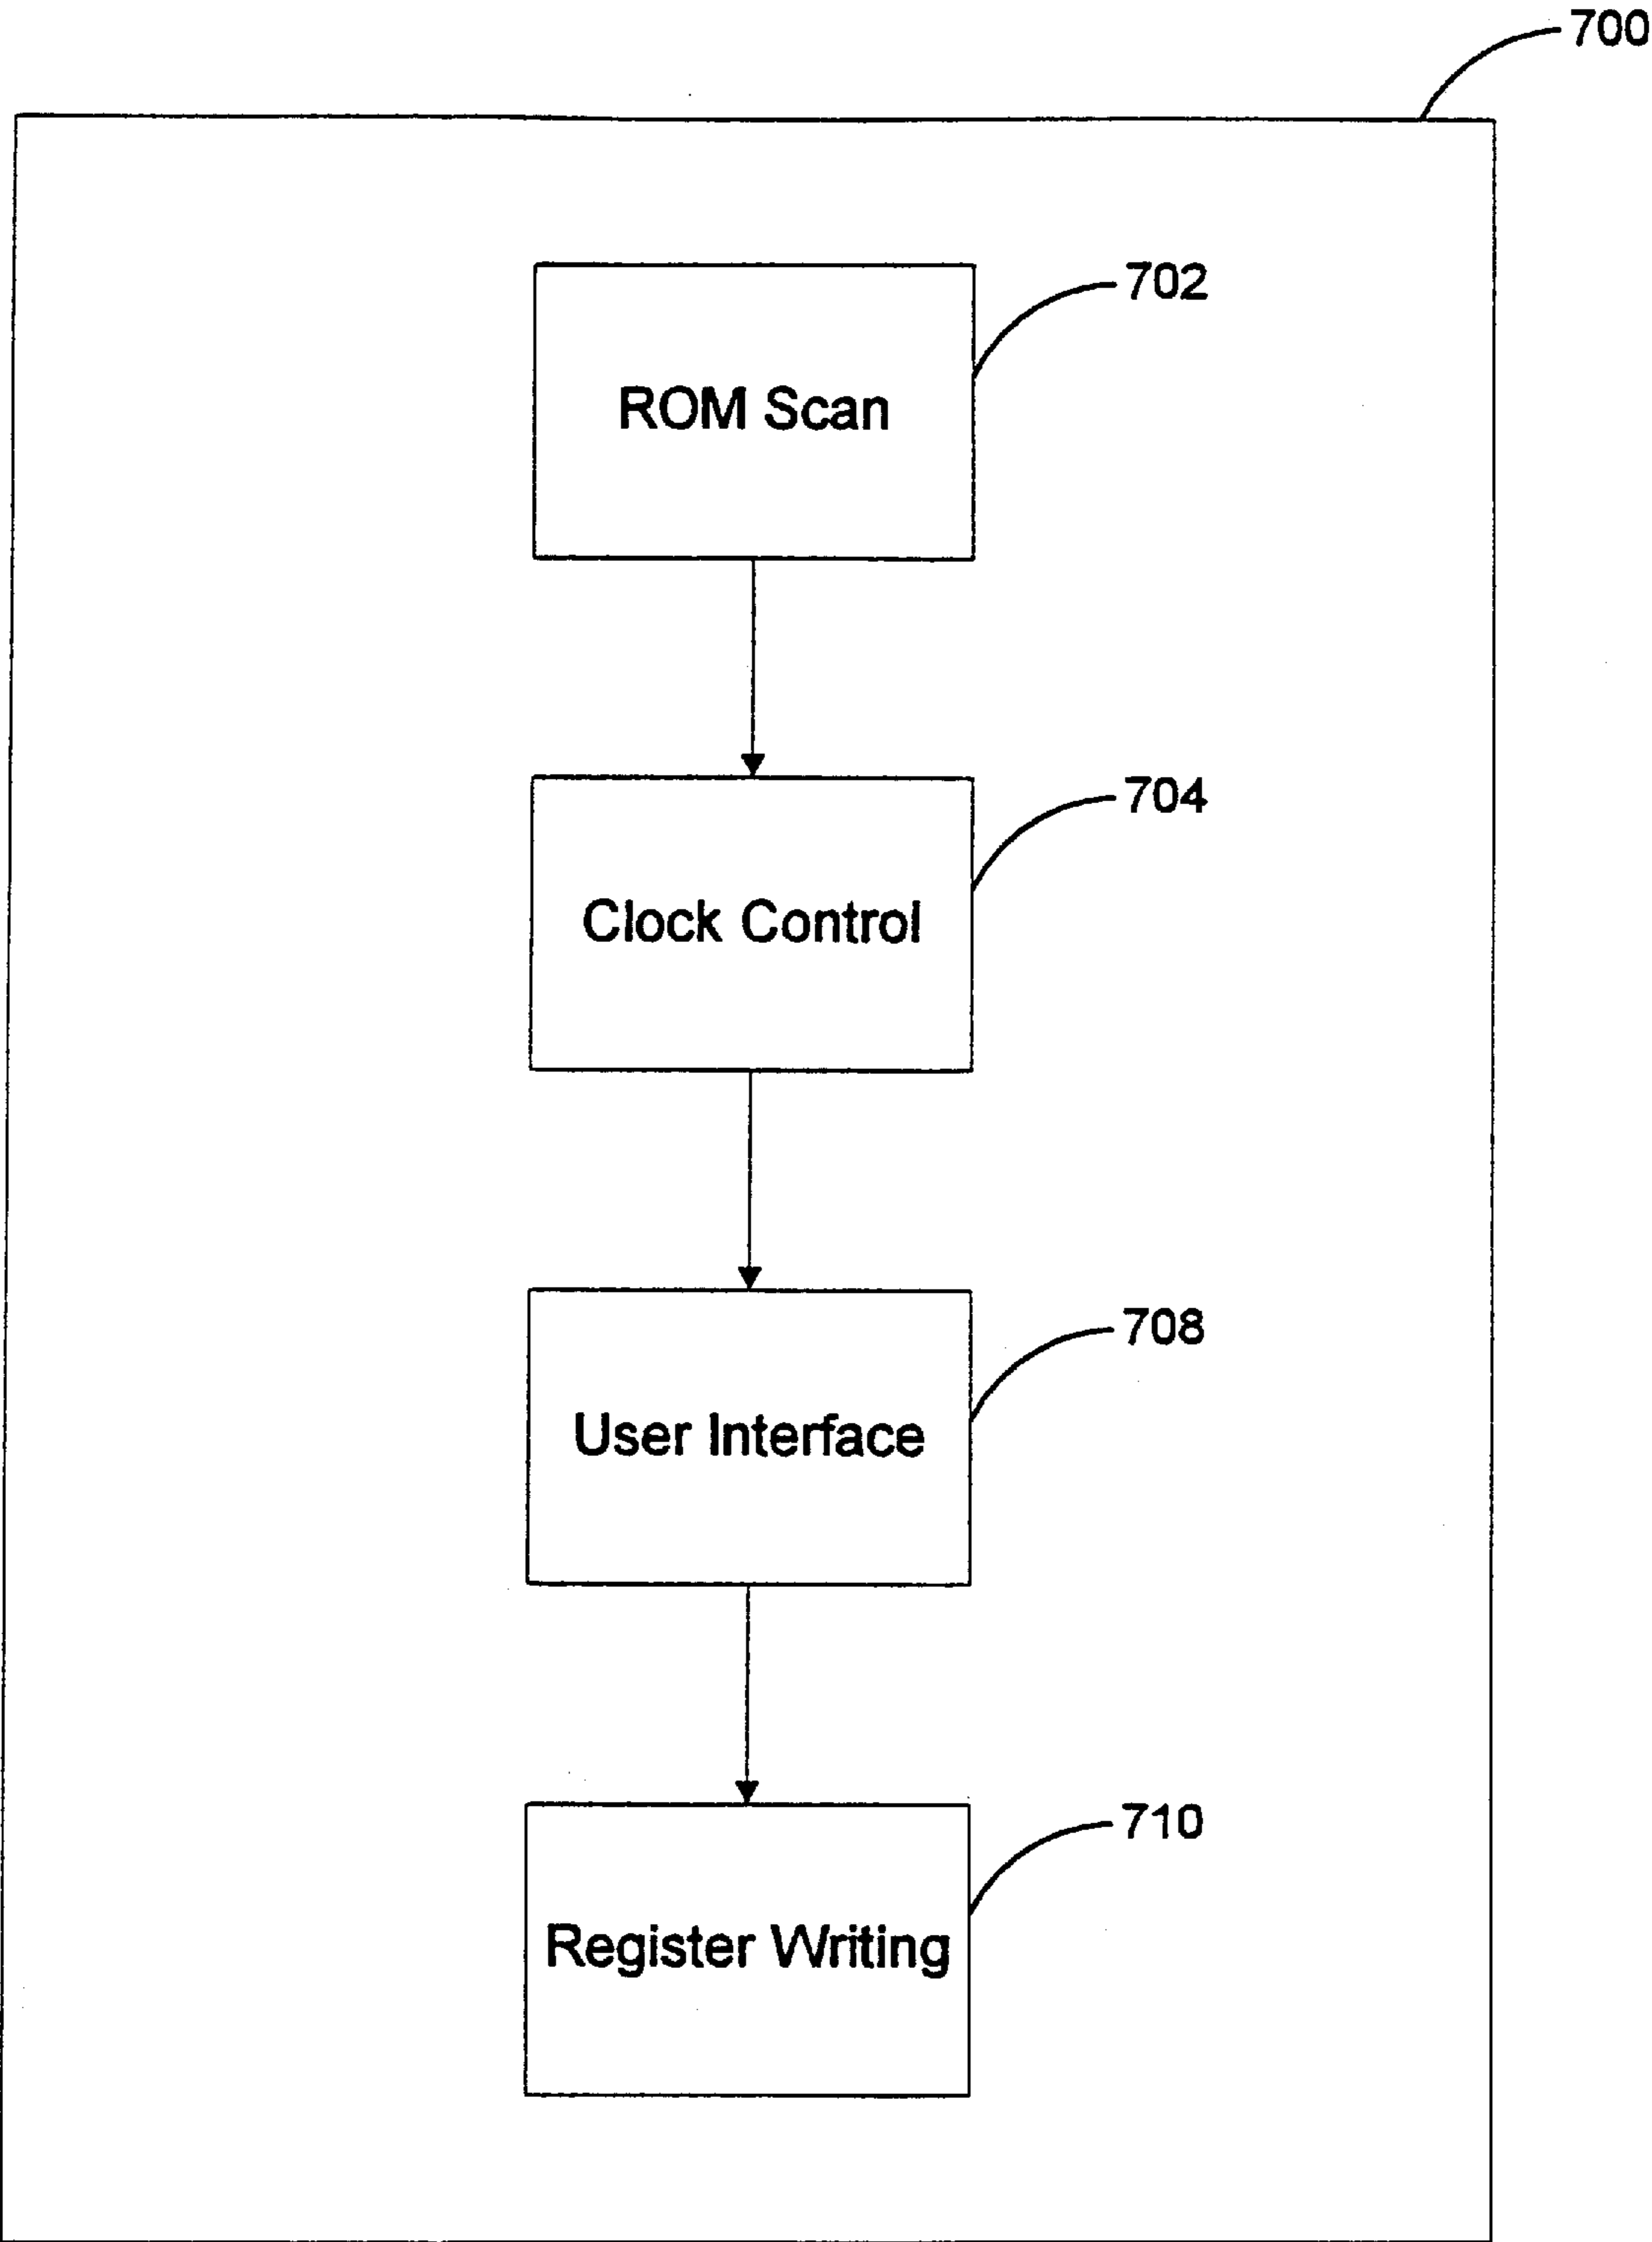 700
702
ROM Scan
704
Clock Control
708
User Interface
710
Register Writing